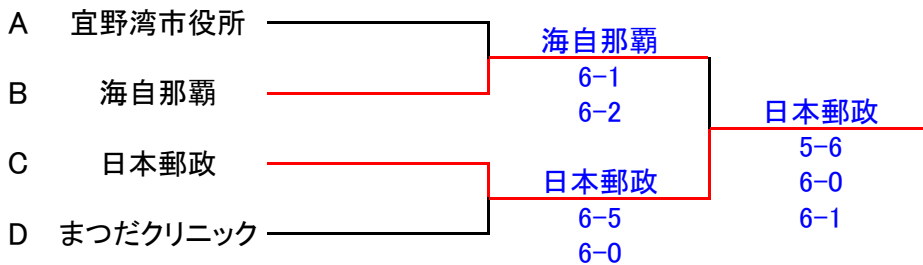 A 宜野湾市役所
B 海自那覇
C 日本郵政
D まつだクリニック
海自那覇
6-1
6-2
日本郵政
6-5
6-0
日本郵政
5-6
6-0
6-1